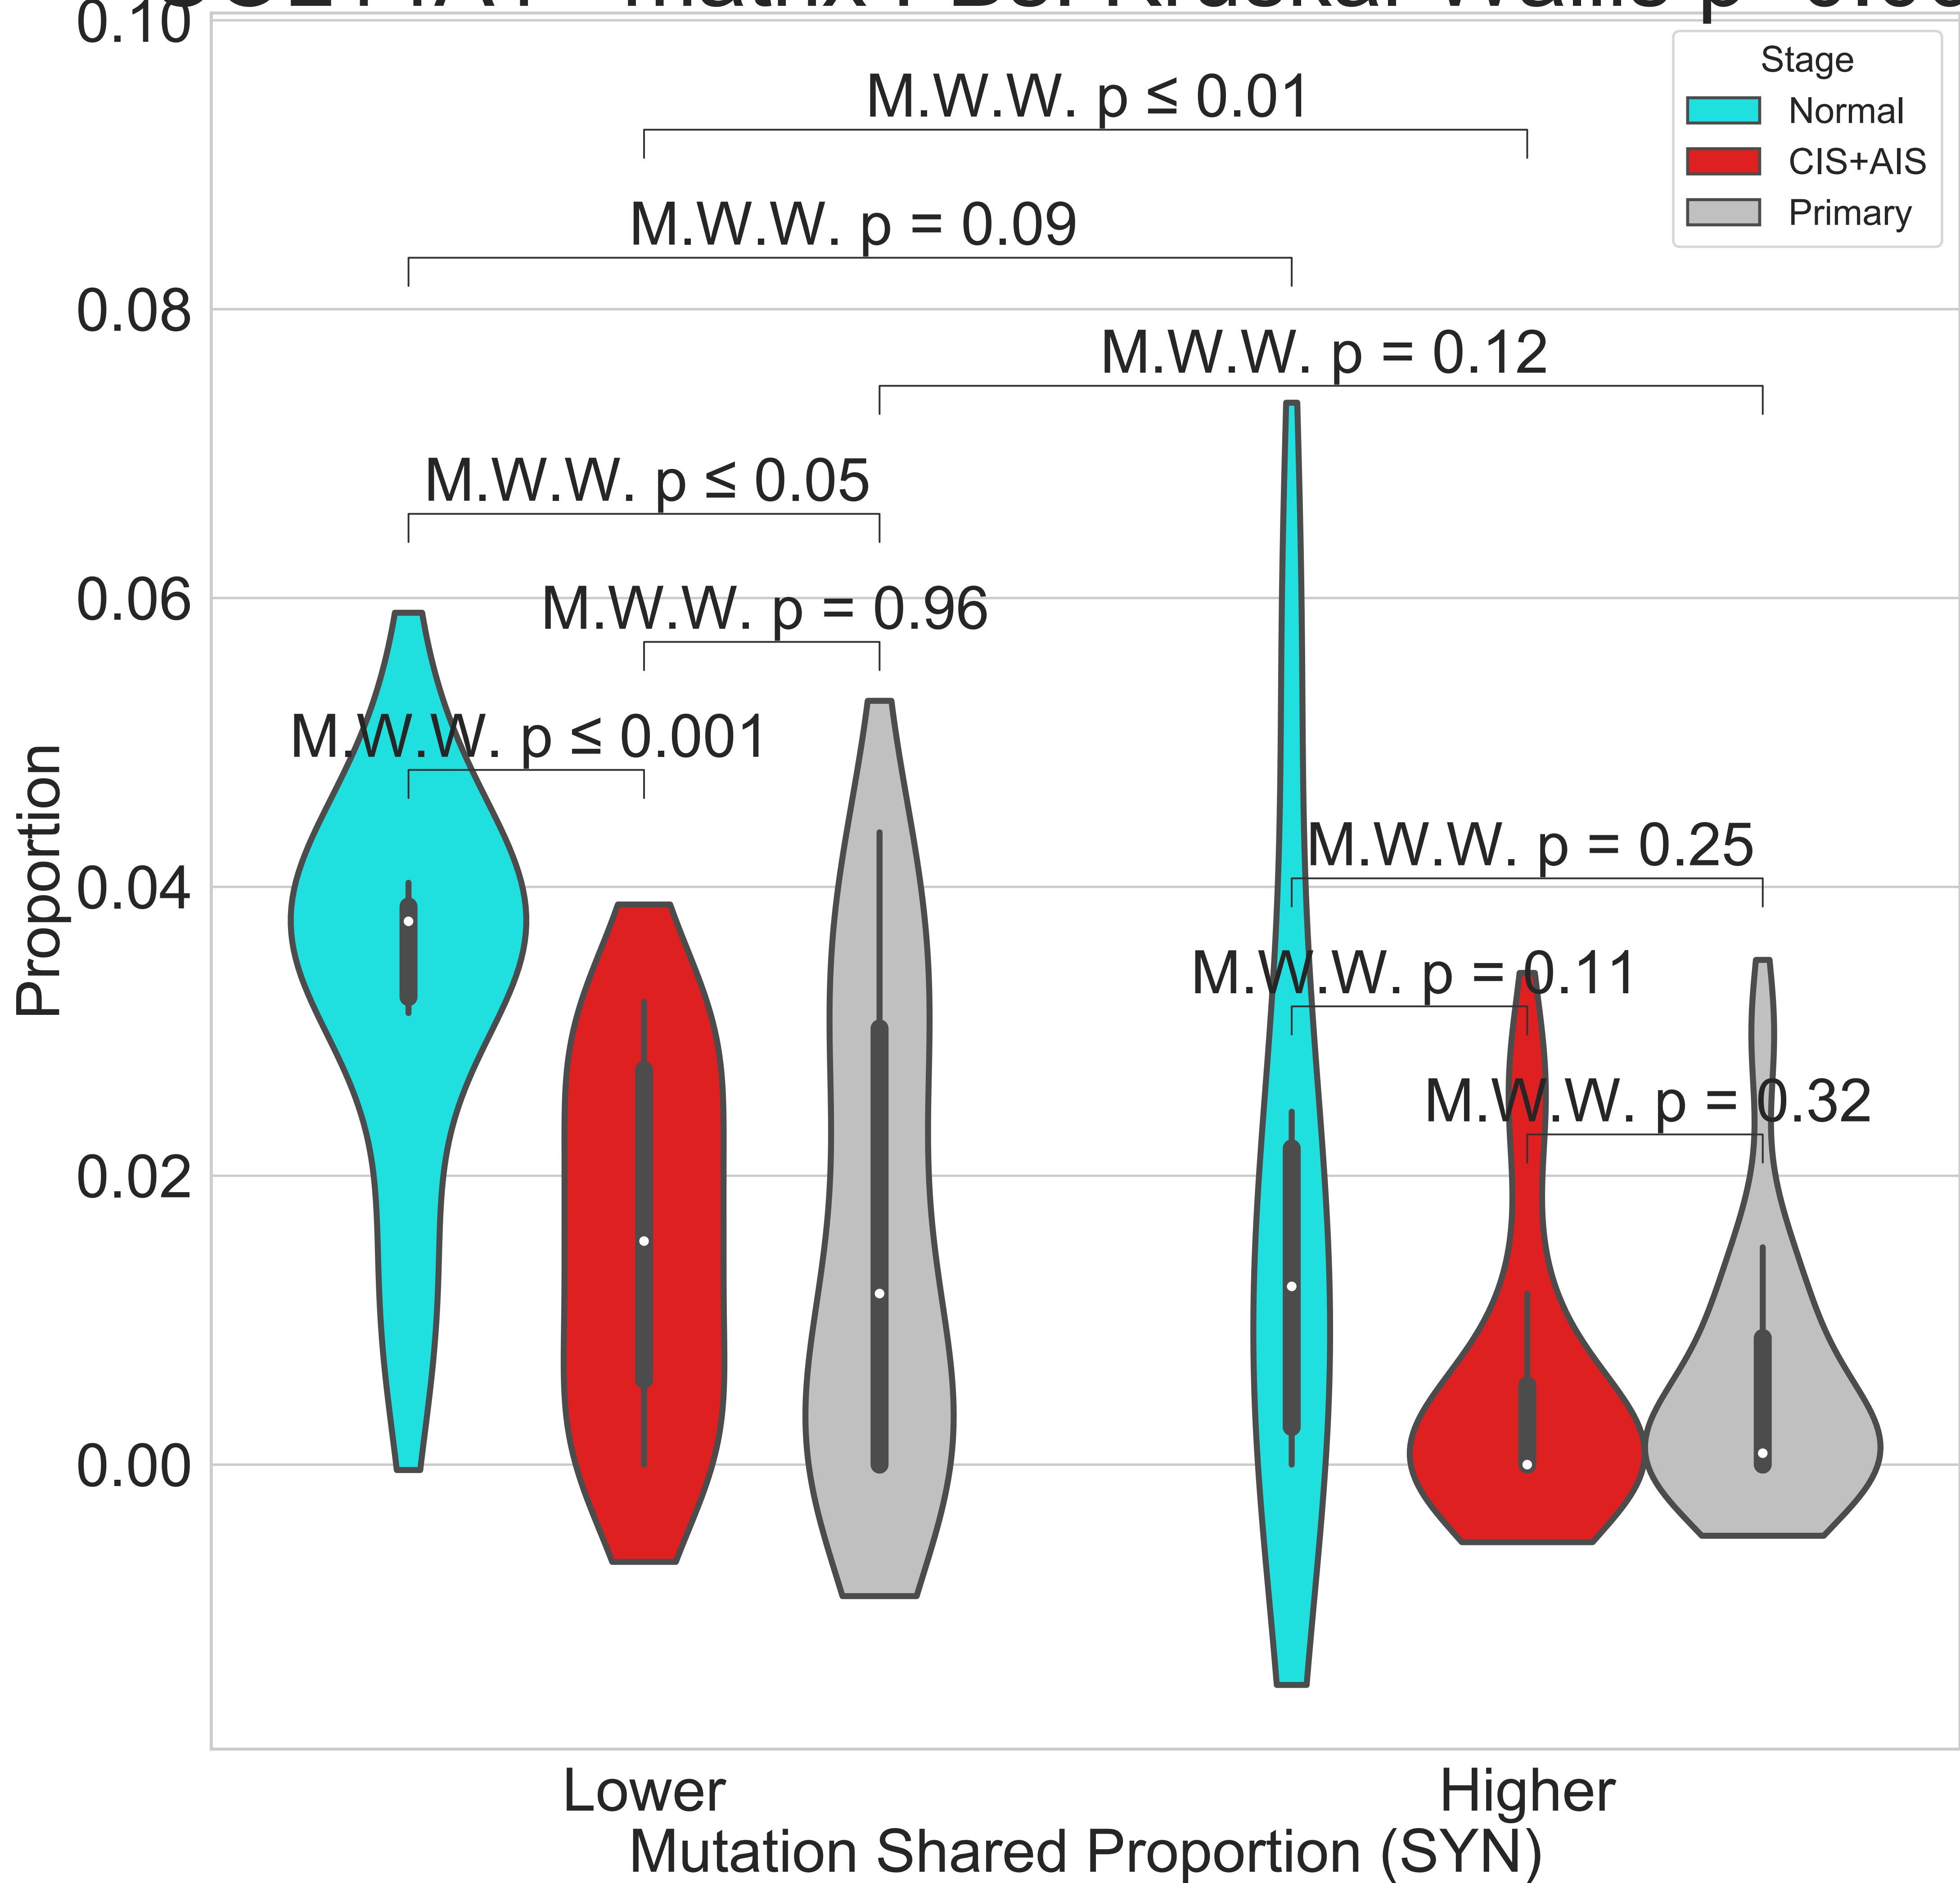 0.10
Stage
Normal
CIS+AIS
Primary
M.W.W. p ≤ 0.01
M.W.W. p = 0.09
0.08
M.W.W. p = 0.12
M.W.W. p ≤ 0.05
0.06
M.W.W. p = 0.96
M.W.W. p ≤ 0.001
M.W.W. p = 0.25
0.04
M.W.W. p = 0.11
M.W.W. p = 0.32
0.02
0.00
Proportion
Lower
Higher
Mutation Shared Proportion (SYN)